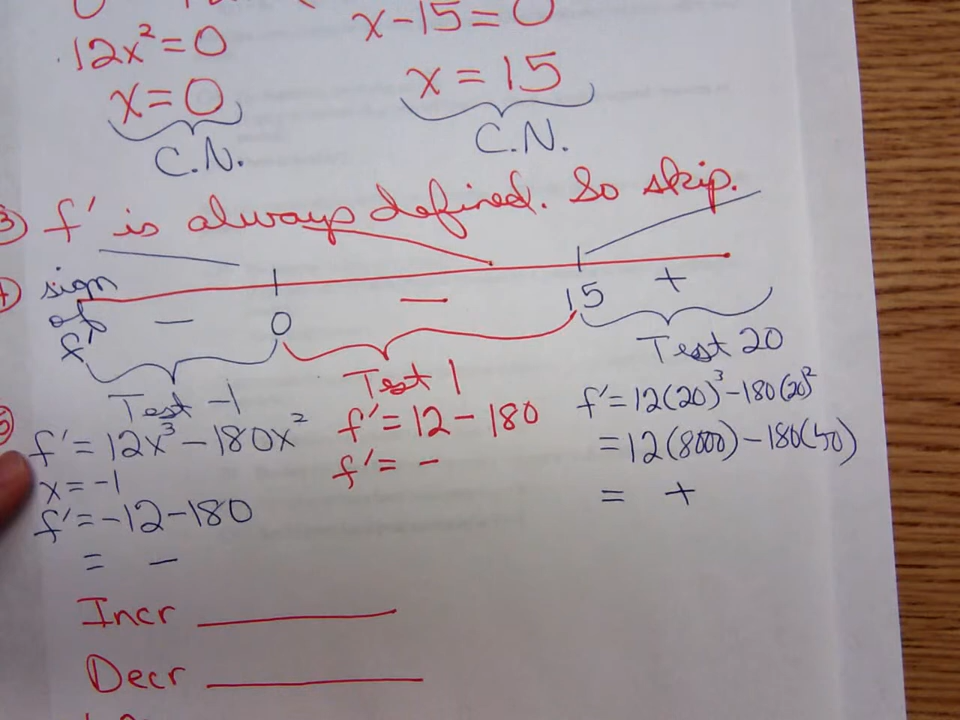 12x² = 0
x - 15 = 0
x = 0
x = 15
C.N.
C.N.
3 f' is always defined. So skip.
4 sign of f'
− 0 − 15 +
Test -1
Test 1
Test 20
5 f' = 12x³ - 180x²
x = -1
f' = -12 - 180
= −
f' = 12 - 180
f' = −
f' = 12(20)³ - 180(20)²
= 12(8000) - 180(40)
= +
Incr
Decr